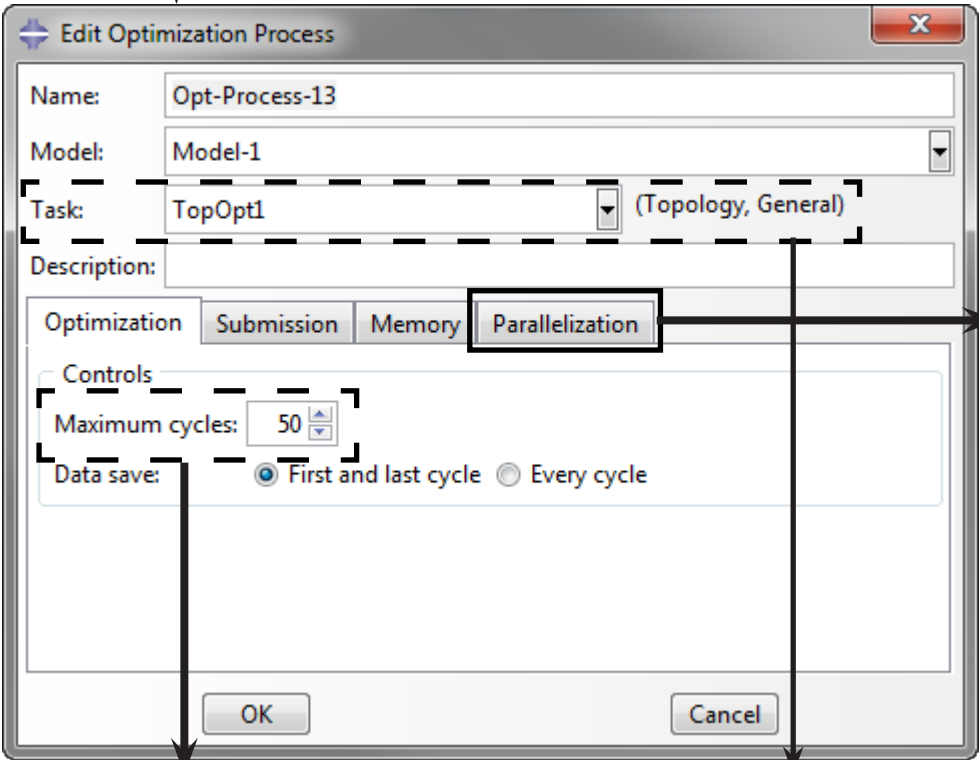 Edit Optimization Process
Name: Opt-Process-13
Model: Model-1
Task: TopOpt1 (Topology, General)
Description:
Optimization Submission Memory Parallelization
Controls
Maximum cycles: 50
Data save: First and last cycle Every cycle
OK Cancel